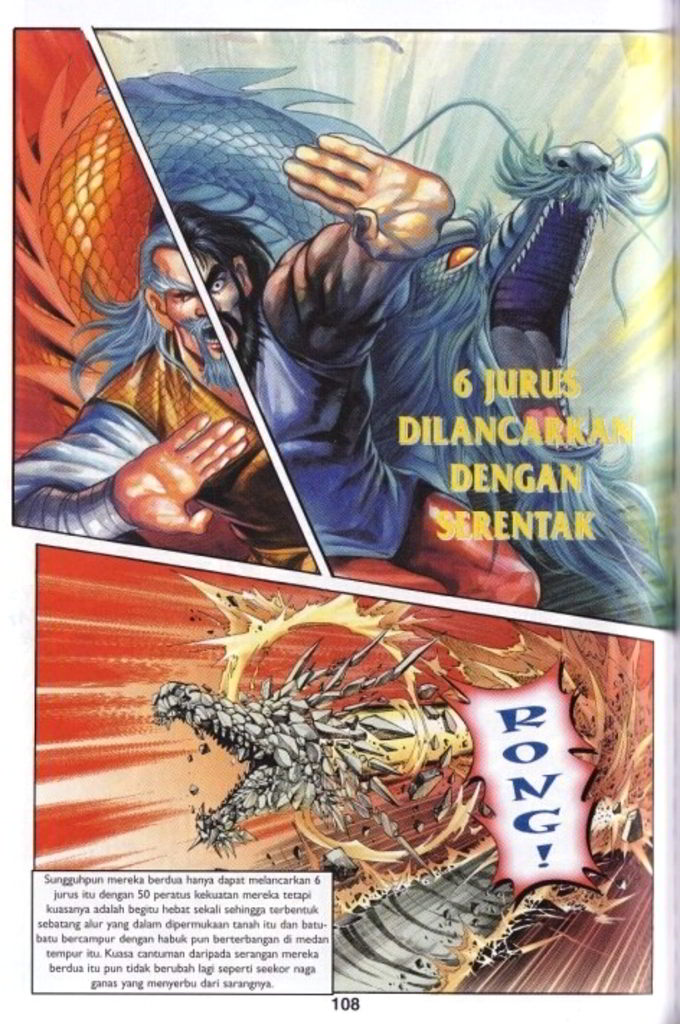 6 JURUS
DILANCARKAN
DENGAN
SERENTAK
RONG!
Sungguhpun mereka berdua hanya dapat melancarkan 6
jurus itu dengan 50 peratus kekuatan mereka tetapi
kuasanya adalah begitu hebat sekali sehingga terbentuk
sebatang alur yang dalam dipermukaan tanah itu dan batu-
batu bercampur dengan habuk pun berterbangan di medan
tempur itu. Kuasa cantuman daripada serangan mereka
berdua itu pun tidak berubah lagi seperti seekor naga
ganas yang menyerbu dari sarangnya.
108